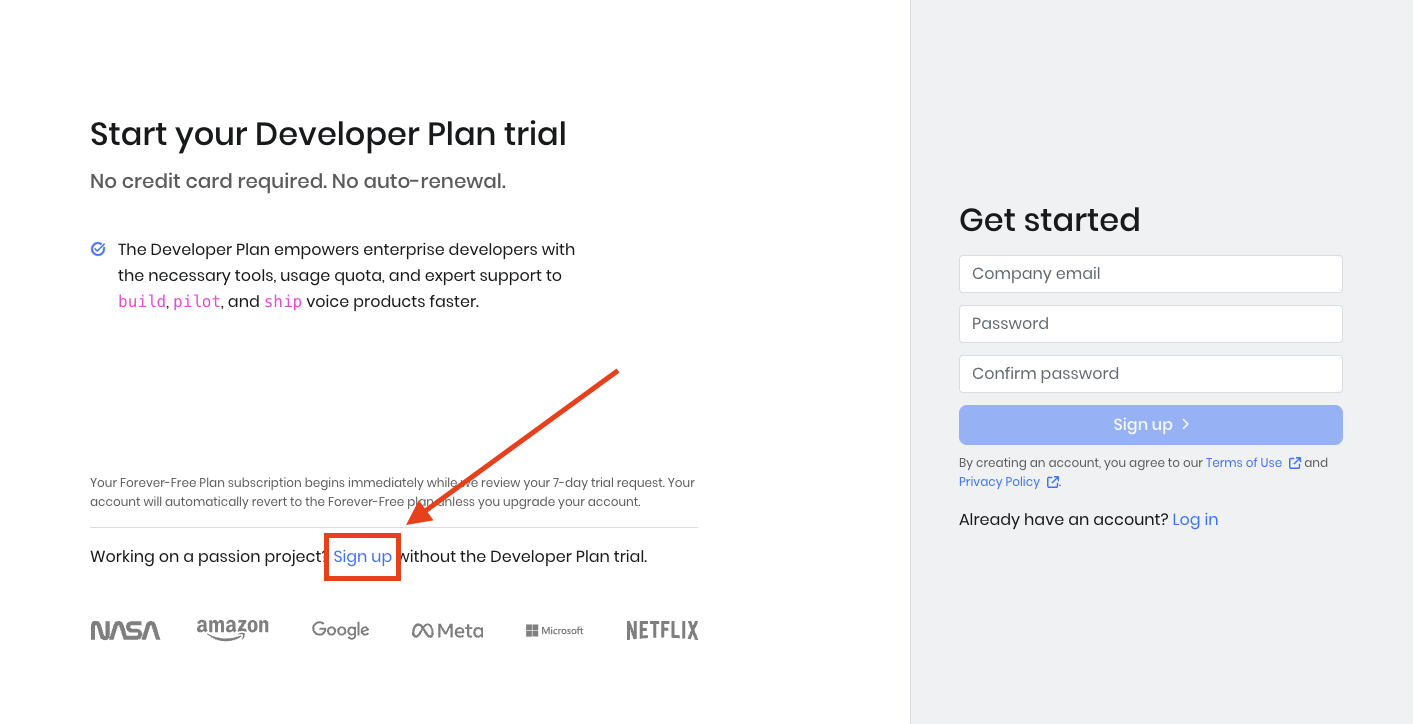 Start your Developer Plan trial
No credit card required. No auto-renewal.
The Developer Plan empowers enterprise developers with
the necessary tools, usage quota, and expert support to
build, pilot, and ship voice products faster.
Your Forever-Free Plan subscription begins immediately while we review your 7-day trial request. Your
account will automatically revert to the Forever-Free plan unless you upgrade your account.
Working on a passion project? Sign up without the Developer Plan trial.
NASA amazon Google Meta Microsoft NETFLIX
Get started
Company email
Password
Confirm password
Sign up
By creating an account, you agree to our Terms of Use and
Privacy Policy.
Already have an account? Log in